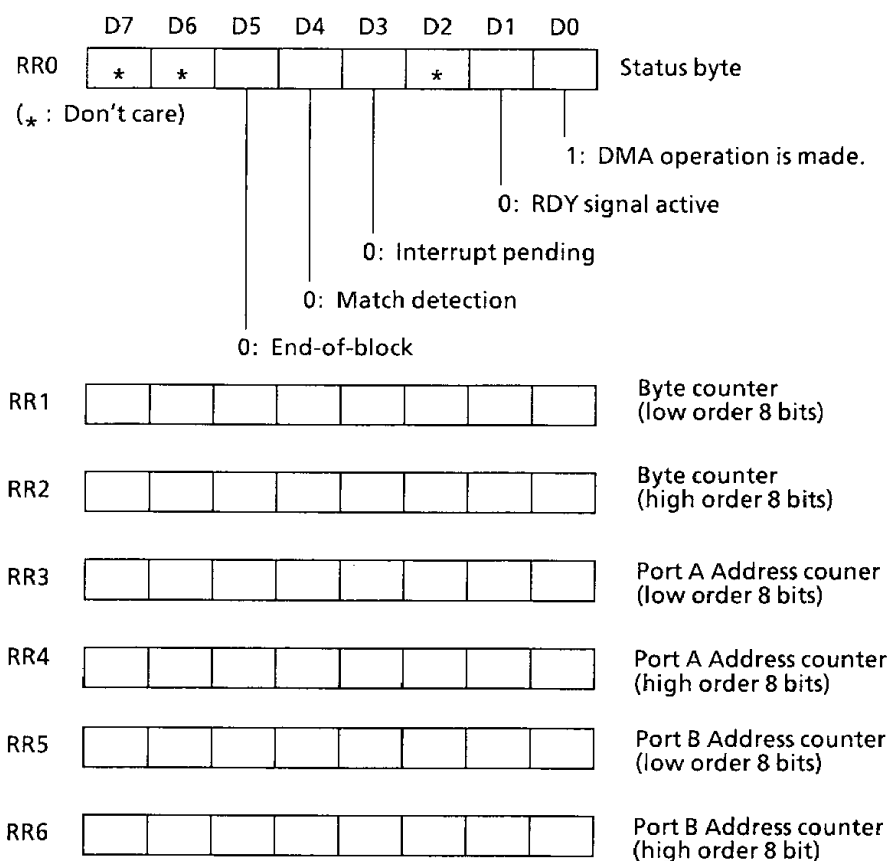 D7 D6 D5 D4 D3 D2 D1 D0
RR0 * * * Status byte
(* : Don't care)
1: DMA operation is made.
0: RDY signal active
0: Interrupt pending
0: Match detection
0: End-of-block
RR1 Byte counter
(low order 8 bits)
RR2 Byte counter
(high order 8 bits)
RR3 Port A Address couner
(low order 8 bits)
RR4 Port A Address counter
(high order 8 bits)
RR5 Port B Address counter
(low order 8 bits)
RR6 Port B Address counter
(high order 8 bit)